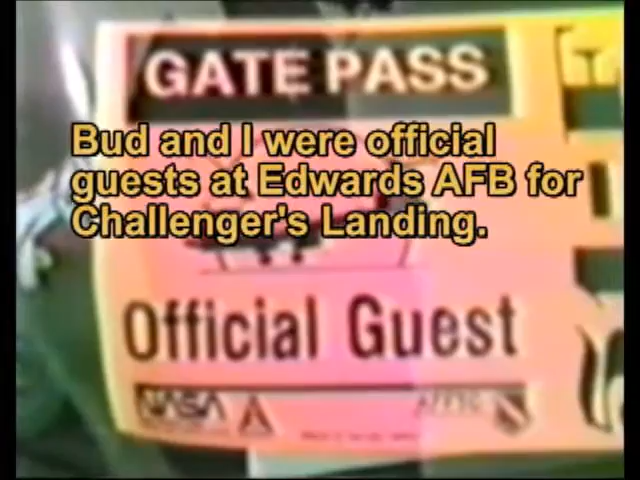 GATE PASS
Bud and I were official
guests at Edwards AFB for
Challenger's Landing.
Official Guest
NASA